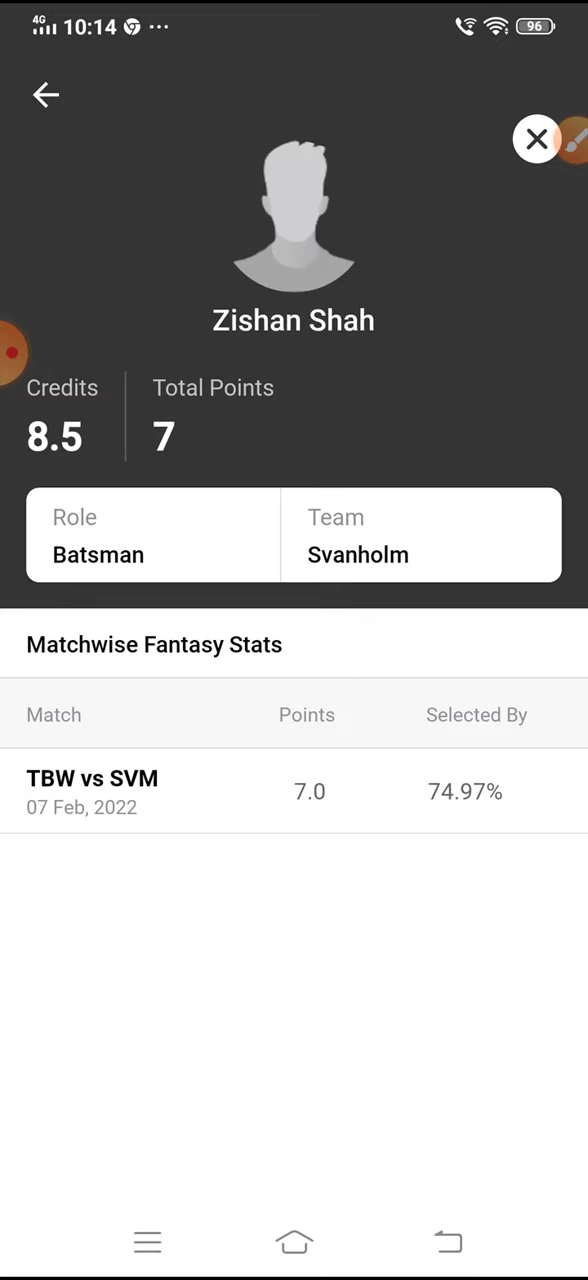 4G 10:14 ... 96
Zishan Shah
Credits Total Points
8.5 7
Role Team
Batsman Svanholm
Matchwise Fantasy Stats
Match Points Selected By
TBW vs SVM 7.0 74.97%
07 Feb, 2022